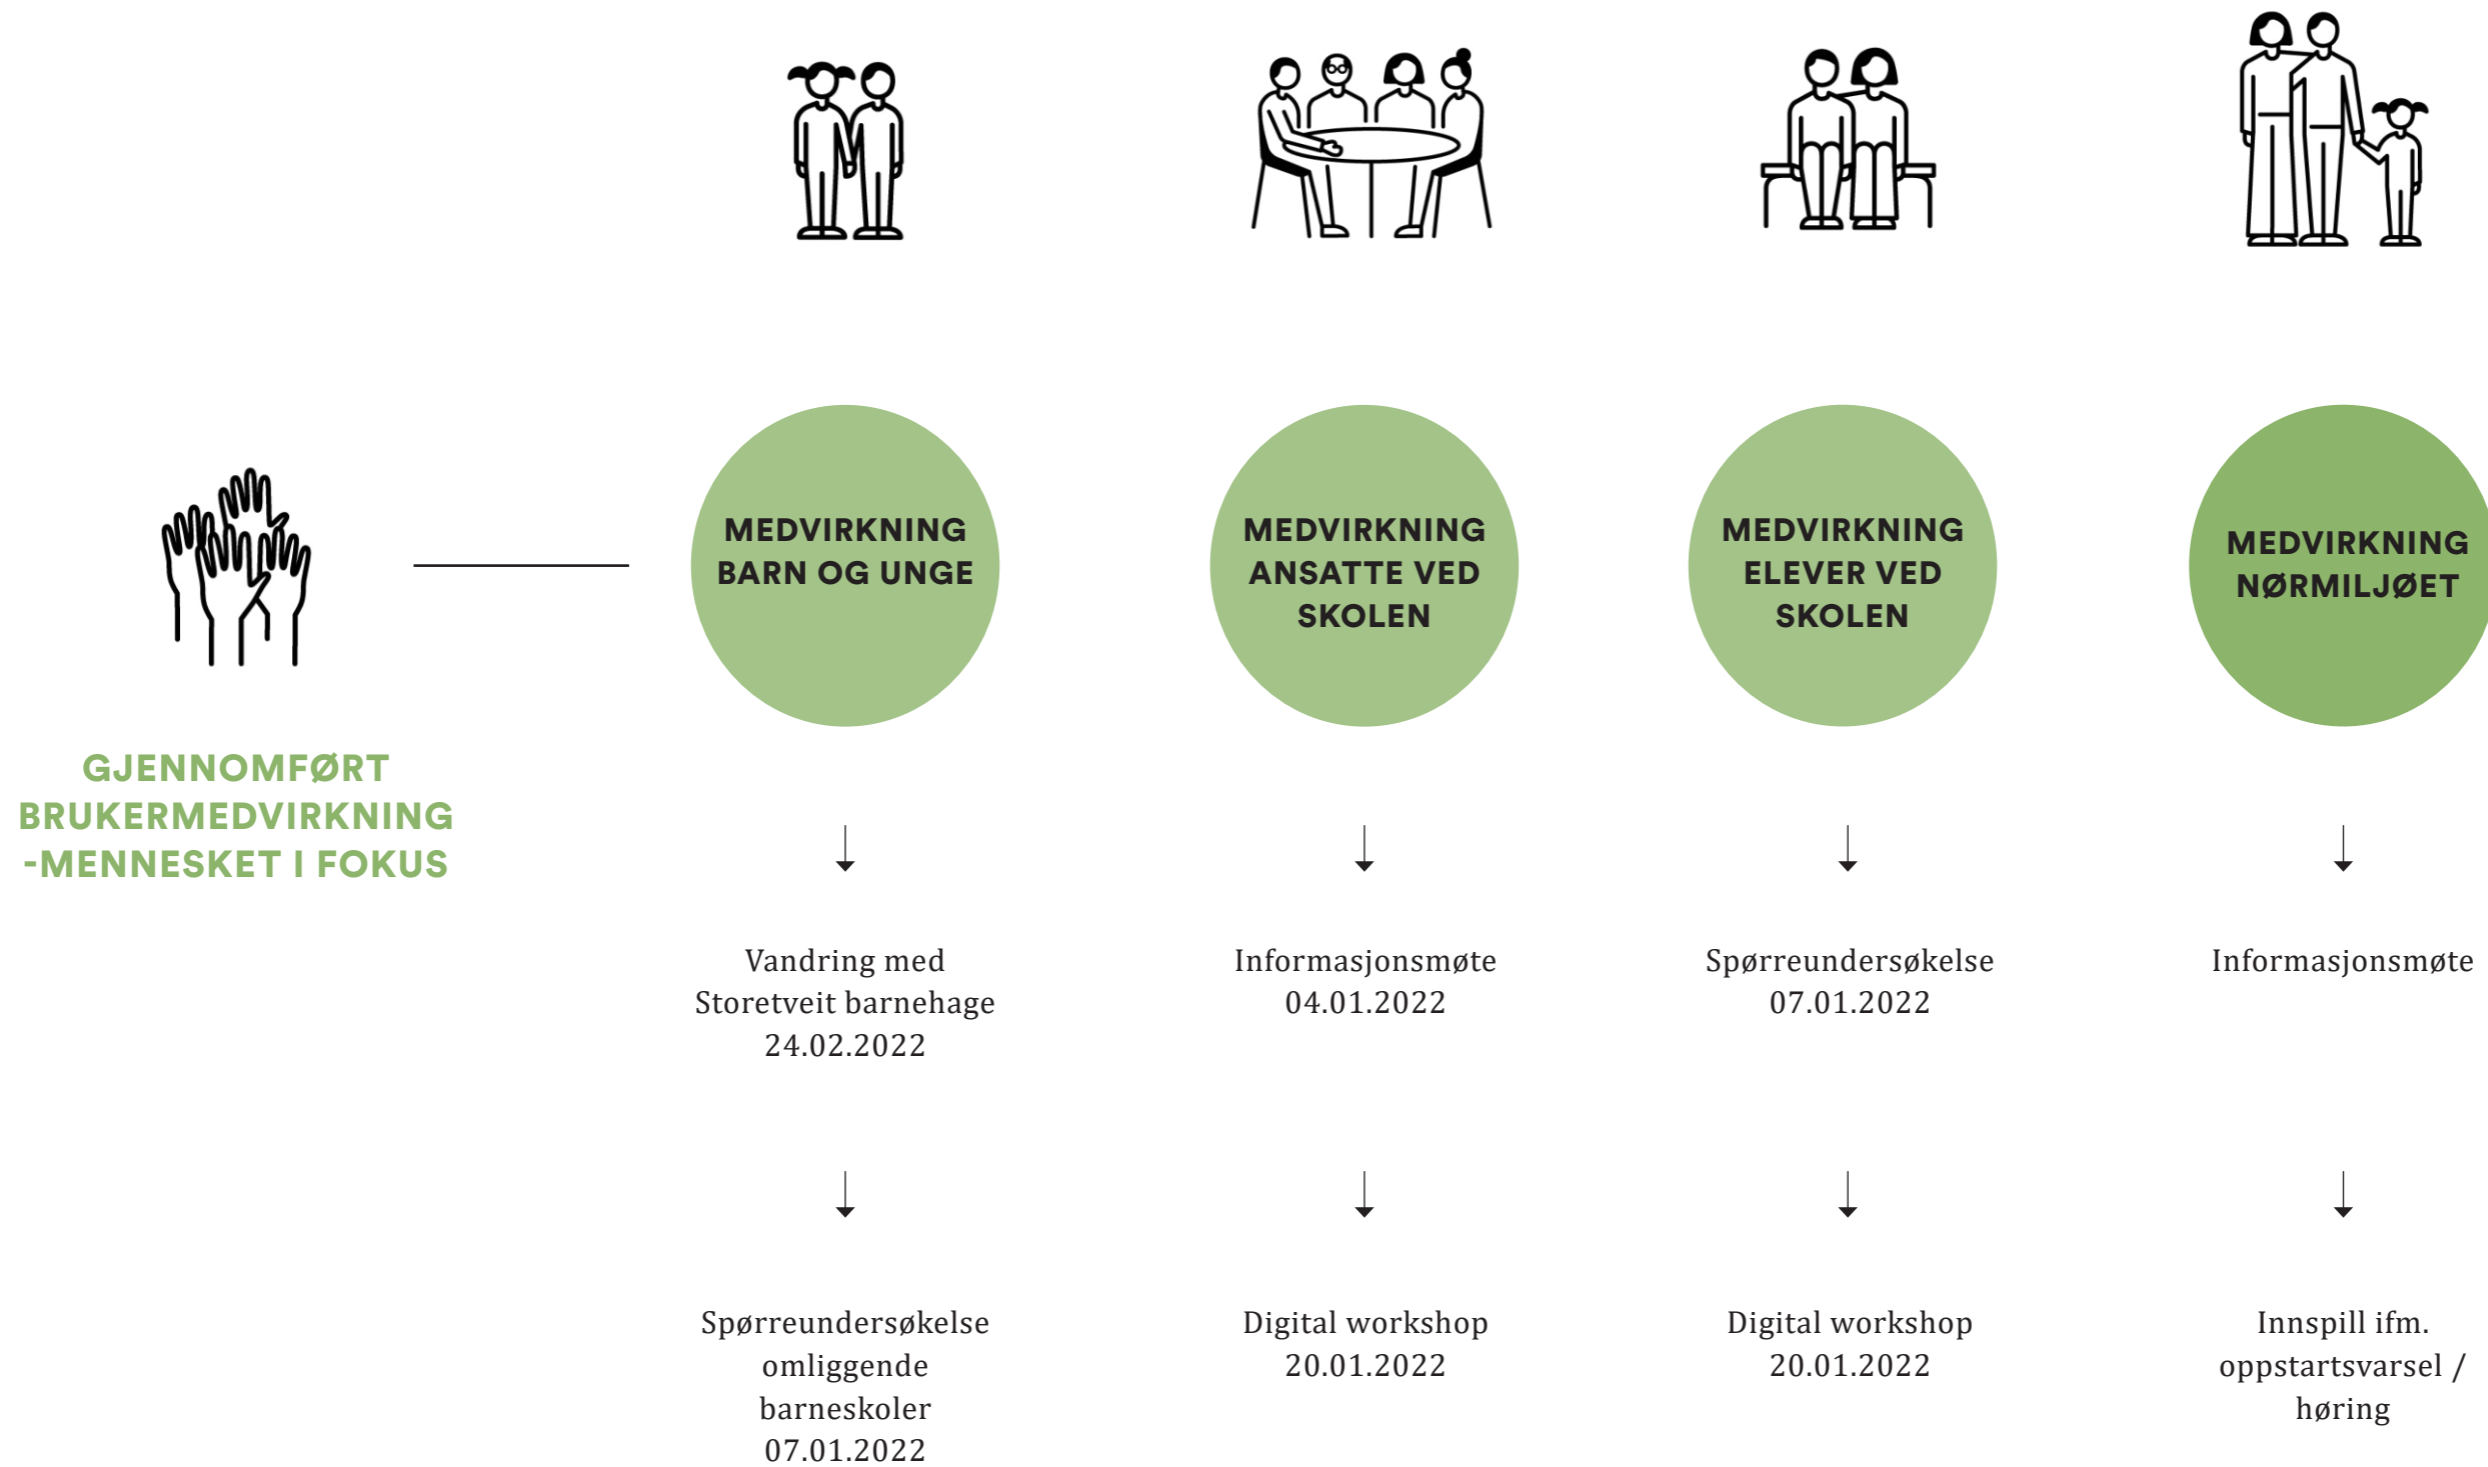 GJENNOMFØRT
BRUKERMEDVIRKNING
-MENNESKET I FOKUS
MEDVIRKNING
BARN OG UNGE
Vandring med
Storetveit barnehage
24.02.2022
Spørreundersøkelse
omliggende
barneskoler
07.01.2022
MEDVIRKNING
ANSATTE VED
SKOLEN
Informasjonsmøte
04.01.2022
Digital workshop
20.01.2022
MEDVIRKNING
ELEVER VED
SKOLEN
Spørreundersøkelse
07.01.2022
Digital workshop
20.01.2022
MEDVIRKNING
NØRMILJØET
Informasjonsmøte
Innspill ifm.
oppstartsvarsel /
høring